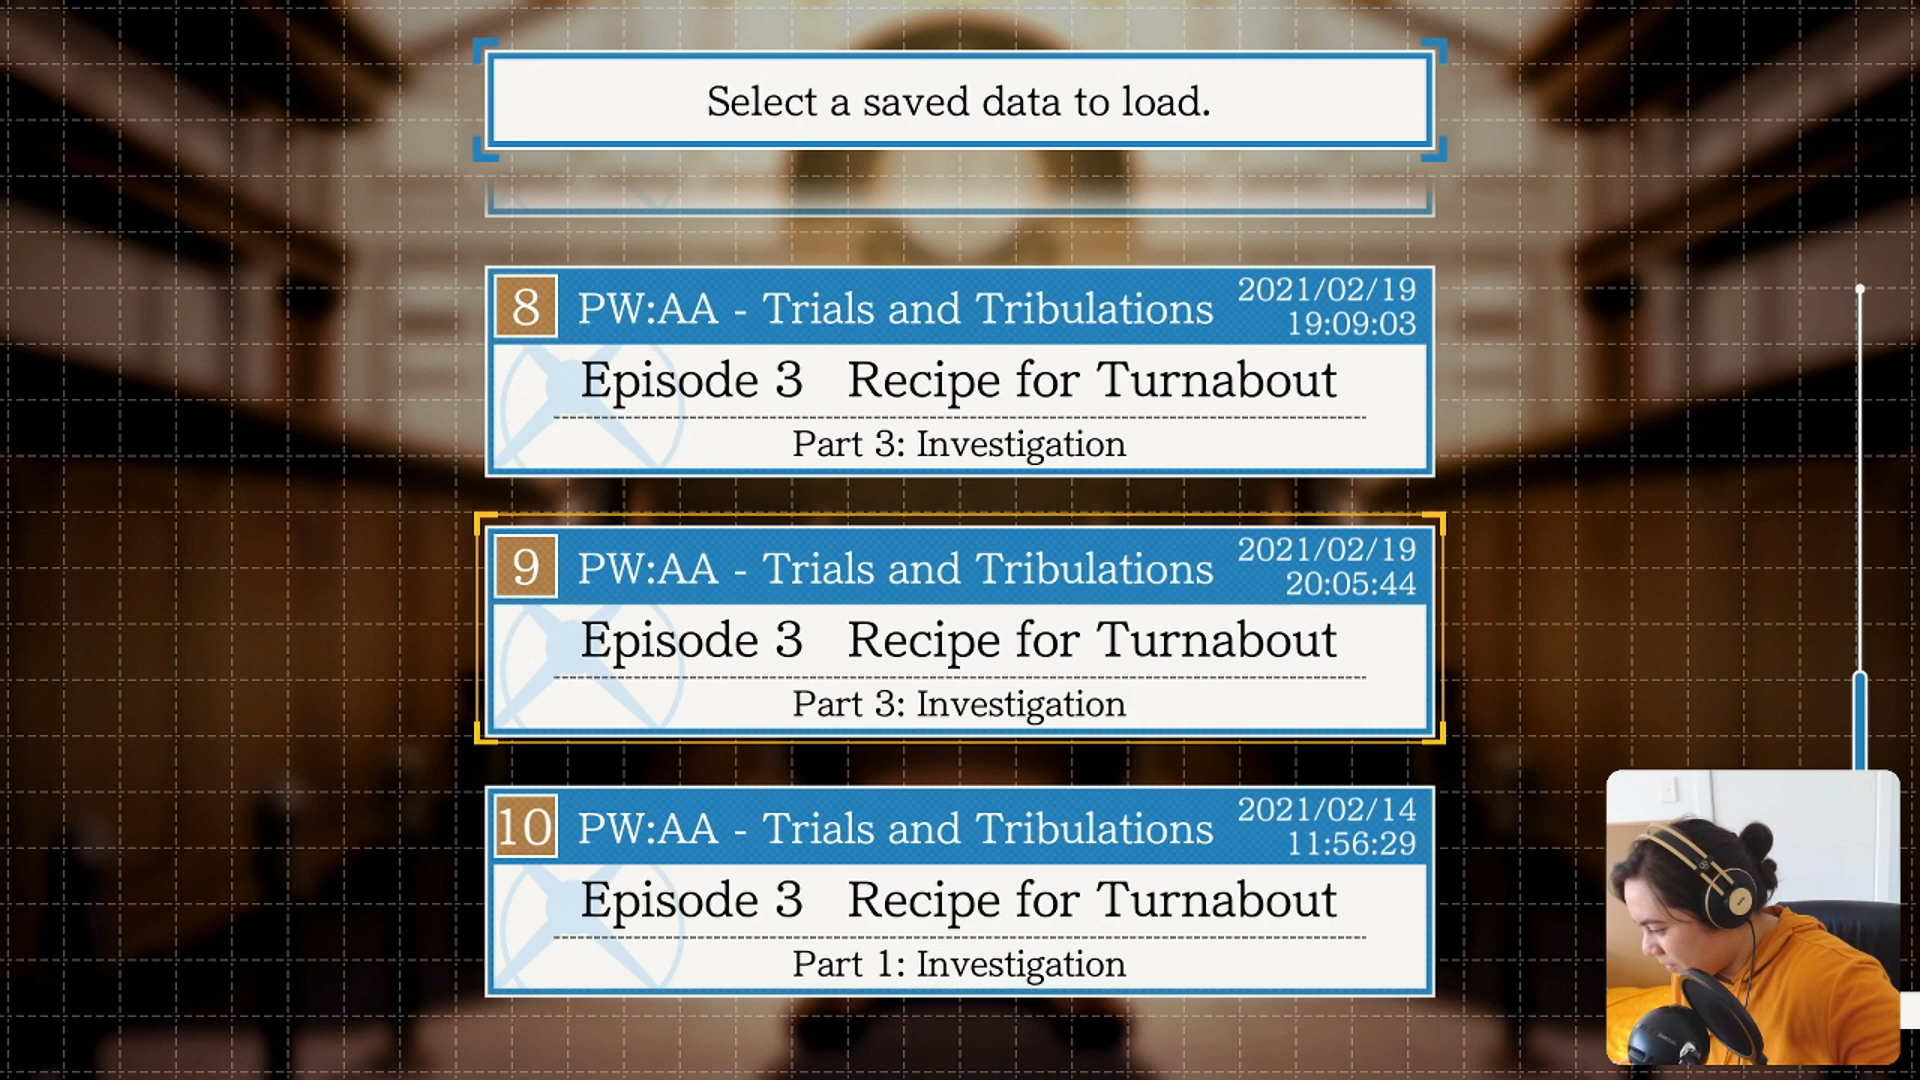 Select a saved data to load.
8 PW:AA - Trials and Tribulations 2021/02/19
19:09:03
Episode 3 Recipe for Turnabout
Part 3: Investigation
9 PW:AA - Trials and Tribulations 2021/02/19
20:05:44
Episode 3 Recipe for Turnabout
Part 3: Investigation
10 PW:AA - Trials and Tribulations 2021/02/14
11:56:29
Episode 3 Recipe for Turnabout
Part 1: Investigation